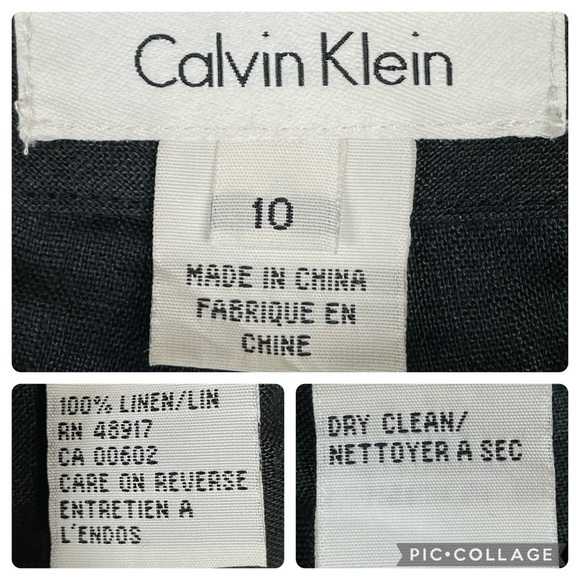 Calvin Klein
10
MADE IN CHINA
FABRIQUE EN
CHINE
100% LINEN/LIN
RN 48917
CA 00602
CARE ON REVERSE
ENTRETIEN A
L'ENDOS
DRY CLEAN/
NETTOYER A SEC
PIC•COLLAGE